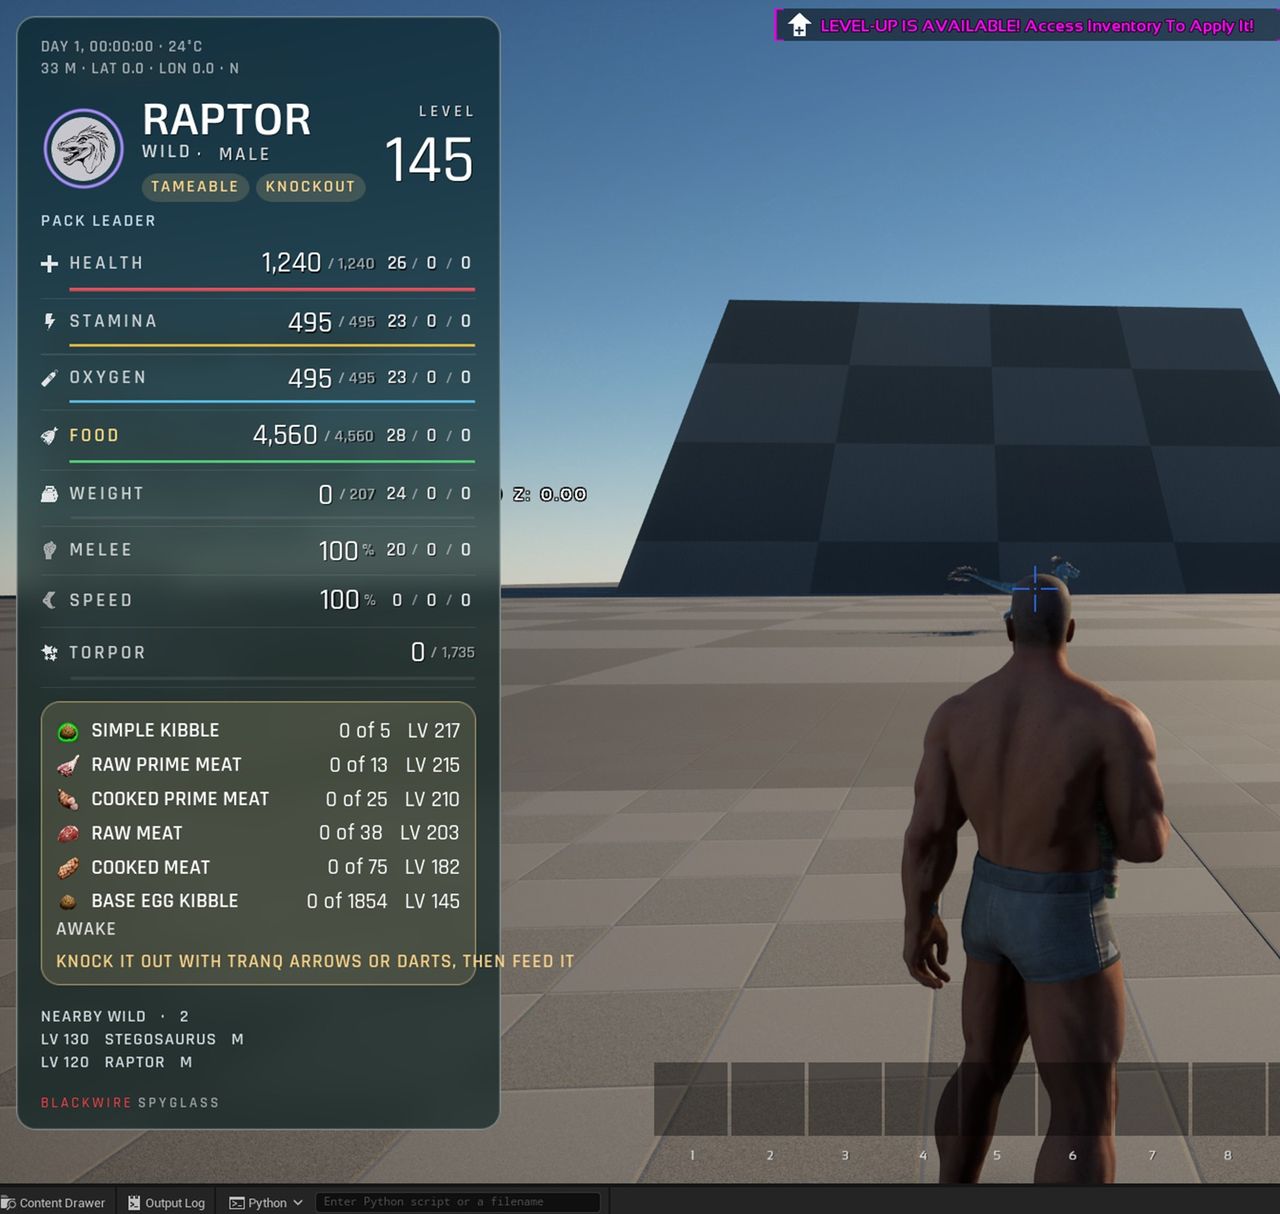 LEVEL-UP IS AVAILABLE! Access Inventory To Apply It!
DAY 1, 00:00:00 · 24°C
33 M · LAT 0.0 · LON 0.0 · N
RAPTOR
WILD · MALE
LEVEL
145
TAMEABLE KNOCKOUT
PACK LEADER
HEALTH 1,240 / 1,240 26 / 0 / 0
STAMINA 495 / 495 23 / 0 / 0
OXYGEN 495 / 495 23 / 0 / 0
FOOD 4,560 / 4,560 28 / 0 / 0
WEIGHT 0 / 207 24 / 0 / 0
Z: 0.00
MELEE 100 % 20 / 0 / 0
SPEED 100 % 0 / 0 / 0
TORPOR 0 / 1,735
SIMPLE KIBBLE 0 of 5 LV 217
RAW PRIME MEAT 0 of 13 LV 215
COOKED PRIME MEAT 0 of 25 LV 210
RAW MEAT 0 of 38 LV 203
COOKED MEAT 0 of 75 LV 182
BASE EGG KIBBLE 0 of 1854 LV 145
AWAKE
KNOCK IT OUT WITH TRANQ ARROWS OR DARTS, THEN FEED IT
NEARBY WILD · 2
LV 130 STEGOSAURUS M
LV 120 RAPTOR M
BLACKWIRE SPYGLASS
1 2 3 4 5 6 7 8
Content Drawer Output Log Python Enter Python script or a filename